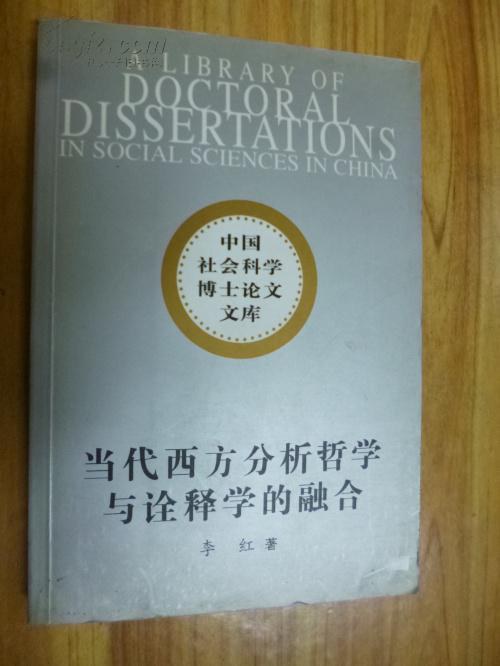 LIBRARY OF
DOCTORAL
DISSERTATIONS
IN SOCIAL SCIENCES IN CHINA
中国
社会科学
博士论文
文库
当代西方分析哲学
与诠释学的融合
李 红 著